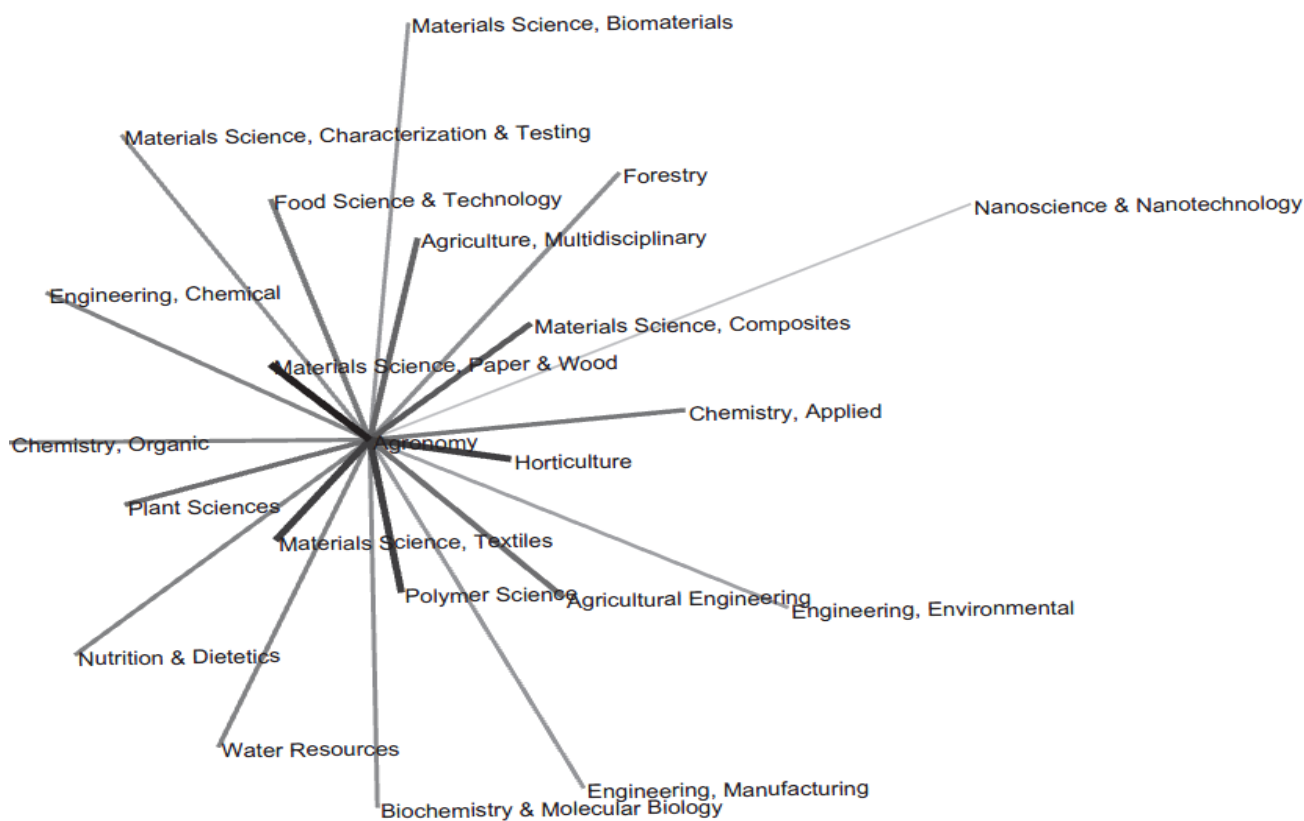 Materials Science, Biomaterials
Materials Science, Characterization & Testing
Forestry
Food Science & Technology
Nanoscience & Nanotechnology
Agriculture, Multidisciplinary
Engineering, Chemical
Materials Science, Composites
Materials Science, Paper & Wood
Chemistry, Applied
Chemistry, Organic
Agronomy
Horticulture
Plant Sciences
Materials Science, Textiles
Polymer Science
Agricultural Engineering
Engineering, Environmental
Nutrition & Dietetics
Water Resources
Engineering, Manufacturing
Biochemistry & Molecular Biology